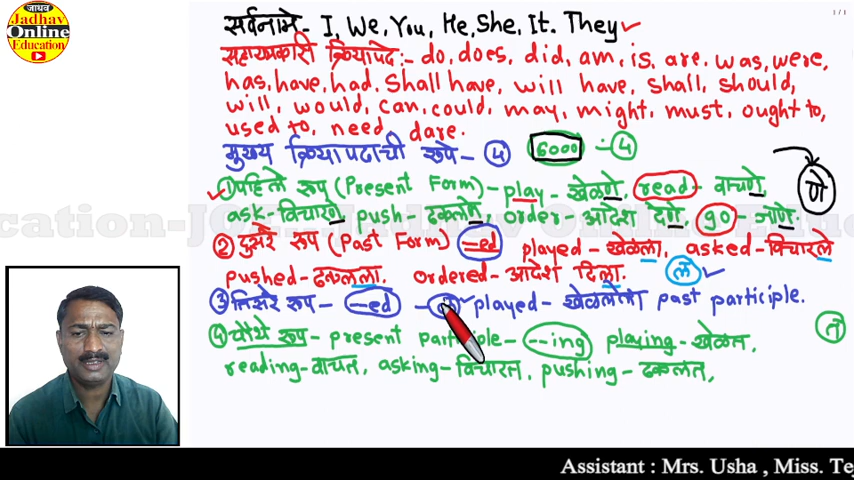 जाधव
Jadhav
Online
Education
सर्वनामे - I, We, You, He, She, It. They
सहाय्यकारी क्रियापदे :- do, does, did, am, is, are, was, were,
has, have, had, Shall have, will have, shall, should,
will, would, can, could, may, might, must, ought to,
used to, need, dare.
मुख्य क्रियापदाची रूपे - ४ 6000 ÷ 4
① पहिले रूप (Present Form) - play - खेळणे, read - वाचणे,
ask - विचारणे push - ढकलणे order - आदेश देणे, go - जाणे, णे
② दुसरे रूप (Past Form) -ed played - खेळला, asked - विचारले
pushed - ढकलला. ordered - आदेश दिला. ले
③ तिसरे रूप - -ed - played - खेळलेला past participle.
④ चौथे रूप - present participle - --ing playing - खेळत, त
reading - वाचत, asking - विचारत, pushing - ढकलत,
Assistant : Mrs. Usha , Miss. Te
1/1